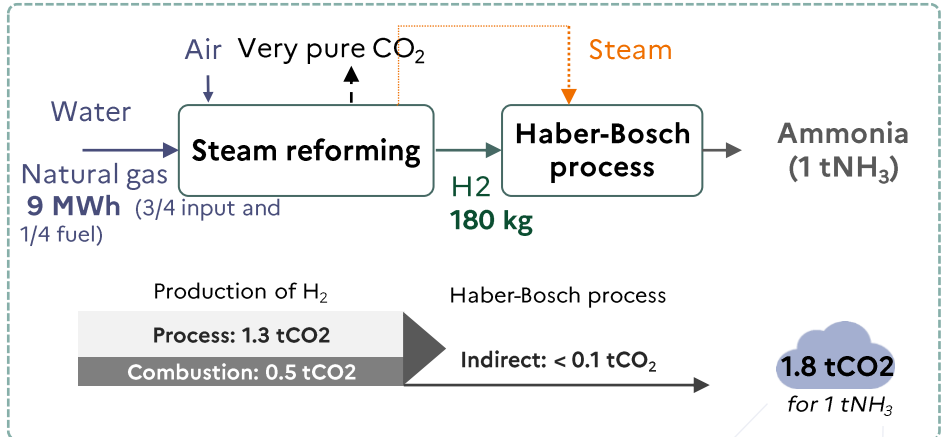 Air
Very pure CO₂
Steam
Water
Steam reforming
Haber-Bosch
process
Ammonia
(1 tNH₃)
Natural gas
9 MWh (3/4 input and
1/4 fuel)
H2
180 kg
Production of H₂
Haber-Bosch process
Process: 1.3 tCO2
Combustion: 0.5 tCO2
Indirect: < 0.1 tCO₂
1.8 tCO2
for 1 tNH₃